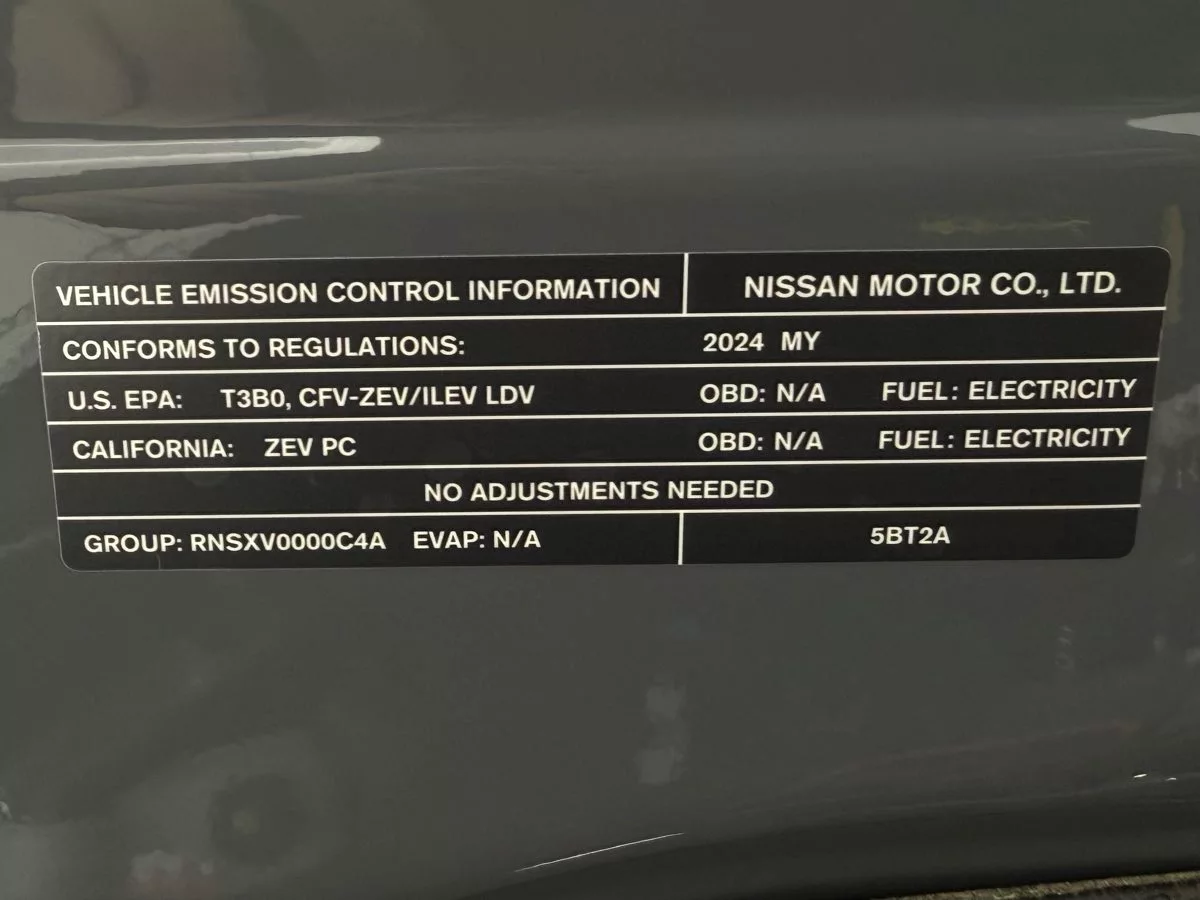 VEHICLE EMISSION CONTROL INFORMATION NISSAN MOTOR CO., LTD.
CONFORMS TO REGULATIONS: 2024 MY
U.S. EPA: T3B0, CFV-ZEV/ILEV LDV OBD: N/A FUEL: ELECTRICITY
CALIFORNIA: ZEV PC OBD: N/A FUEL: ELECTRICITY
NO ADJUSTMENTS NEEDED
GROUP: RNSXV0000C4A EVAP: N/A 5BT2A